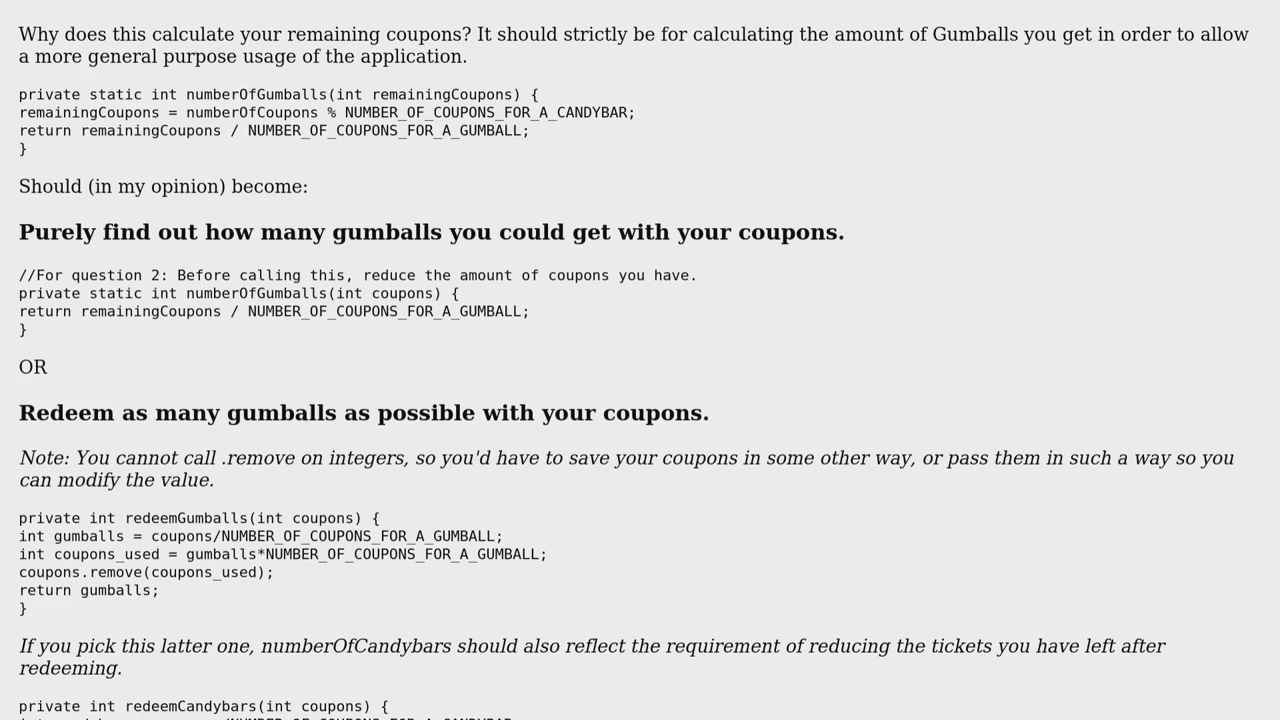 Why does this calculate your remaining coupons? It should strictly be for calculating the amount of Gumballs you get in order to allow
a more general purpose usage of the application.
private static int numberOfGumballs(int remainingCoupons) {
remainingCoupons = numberOfCoupons % NUMBER_OF_COUPONS_FOR_A_CANDYBAR;
return remainingCoupons / NUMBER_OF_COUPONS_FOR_A_GUMBALL;
}
Should (in my opinion) become:
Purely find out how many gumballs you could get with your coupons.
//For question 2: Before calling this, reduce the amount of coupons you have.
private static int numberOfGumballs(int coupons) {
return remainingCoupons / NUMBER_OF_COUPONS_FOR_A_GUMBALL;
}
OR
Redeem as many gumballs as possible with your coupons.
Note: You cannot call .remove on integers, so you'd have to save your coupons in some other way, or pass them in such a way so you
can modify the value.
private int redeemGumballs(int coupons) {
int gumballs = coupons/NUMBER_OF_COUPONS_FOR_A_GUMBALL;
int coupons_used = gumballs*NUMBER_OF_COUPONS_FOR_A_GUMBALL;
coupons.remove(coupons_used);
return gumballs;
}
If you pick this latter one, numberOfCandybars should also reflect the requirement of reducing the tickets you have left after
redeeming.
private int redeemCandybars(int coupons) {